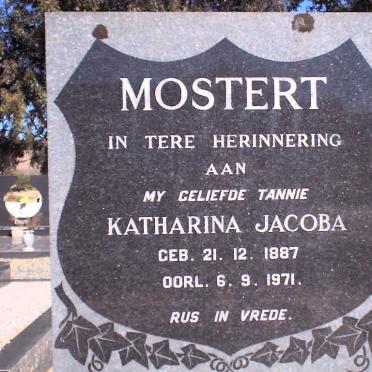 MOSTERT
IN TERE HERINNERING
AAN
MY GELIEFDE TANNIE
KATHARINA JACOBA
GEB. 21. 12. 1887
OORL. 6. 9. 1971.
RUS IN VREDE.